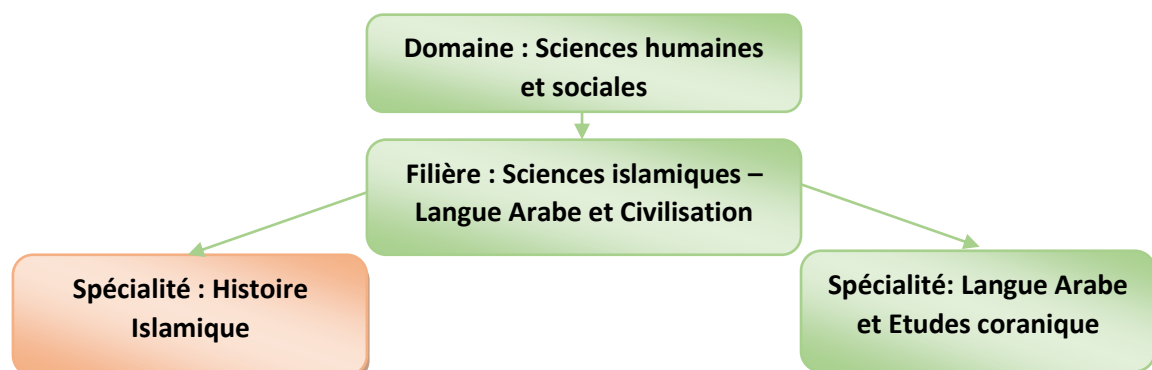 Domaine : Sciences humaines
et sociales
Filière : Sciences islamiques –
Langue Arabe et Civilisation
Spécialité : Histoire
Islamique
Spécialité: Langue Arabe
et Etudes coranique